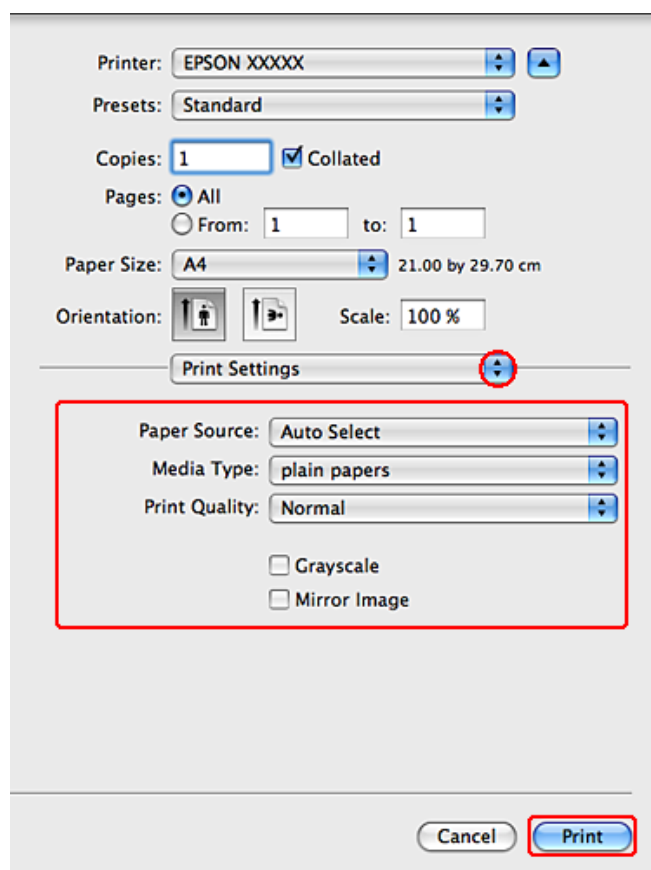 Printer: EPSON XXXXX
Presets: Standard
Copies: 1 Collated
Pages: All
From: 1 to: 1
Paper Size: A4 21.00 by 29.70 cm
Orientation: Scale: 100 %
Print Settings
Paper Source: Auto Select
Media Type: plain papers
Print Quality: Normal
Grayscale
Mirror Image
Cancel Print